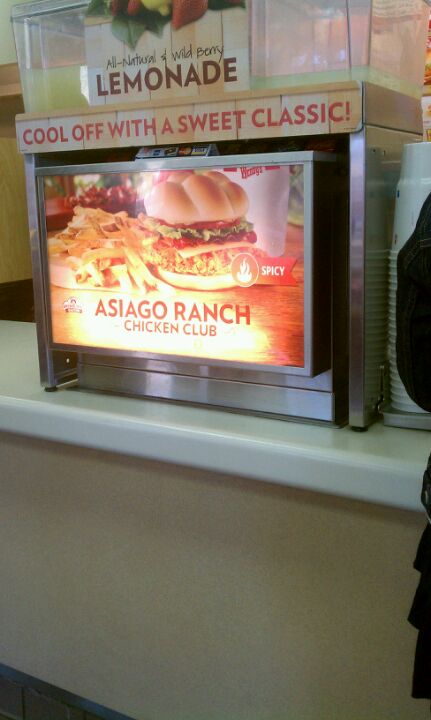 All-Natural & Wild Berry
LEMONADE
COOL OFF WITH A SWEET CLASSIC!
Wendy's
SPICY
ASIAGO RANCH
- CHICKEN CLUB -